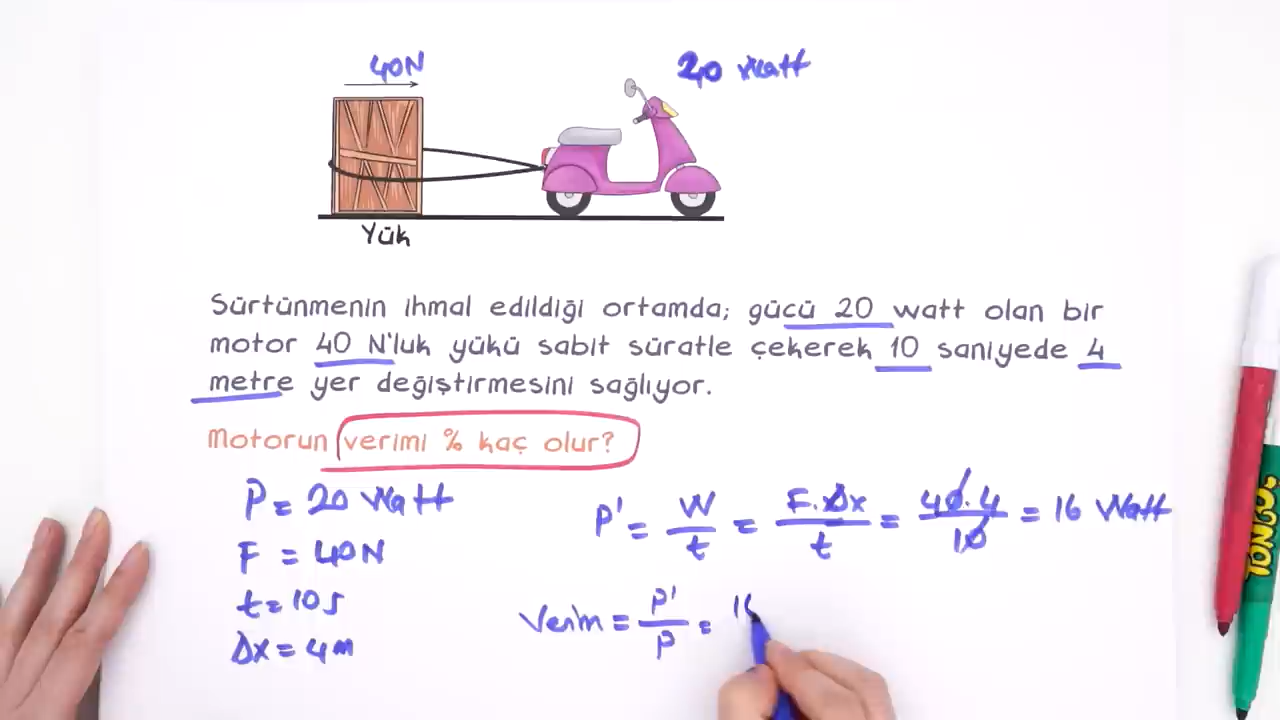 40N
20 Watt
Yük
Sürtünmenin ihmal edildiği ortamda; gücü 20 watt olan bir
motor 40 N'luk yükü sabit süratle çekerek 10 saniyede 4
metre yer değiştirmesini sağlıyor.
Motorun verimi % kaç olur?
P = 20 Watt
F = 40N
t = 10s
Δx = 4m
P' = W/t = F.Δx/t = 40.4/10 = 16 Watt
Verim = P'/P = 16
TONGUÇ